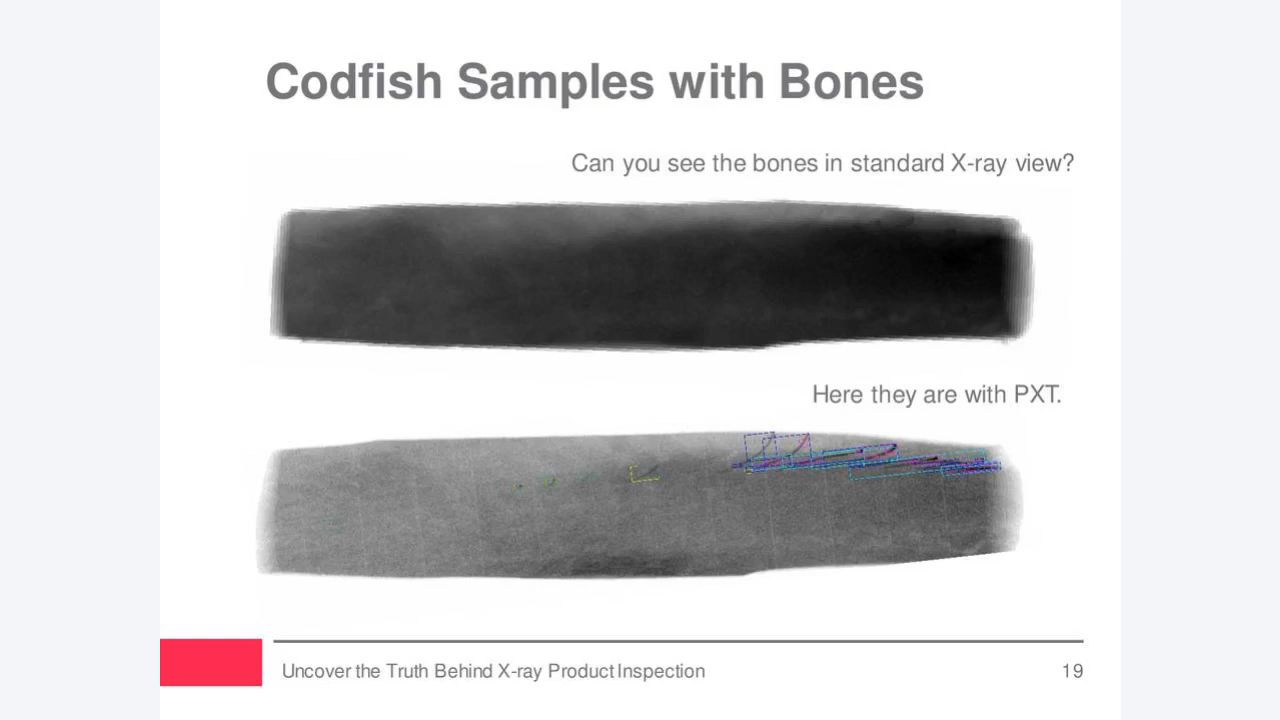 Codfish Samples with Bones
Can you see the bones in standard X-ray view?
Here they are with PXT.
Uncover the Truth Behind X-ray Product Inspection
19